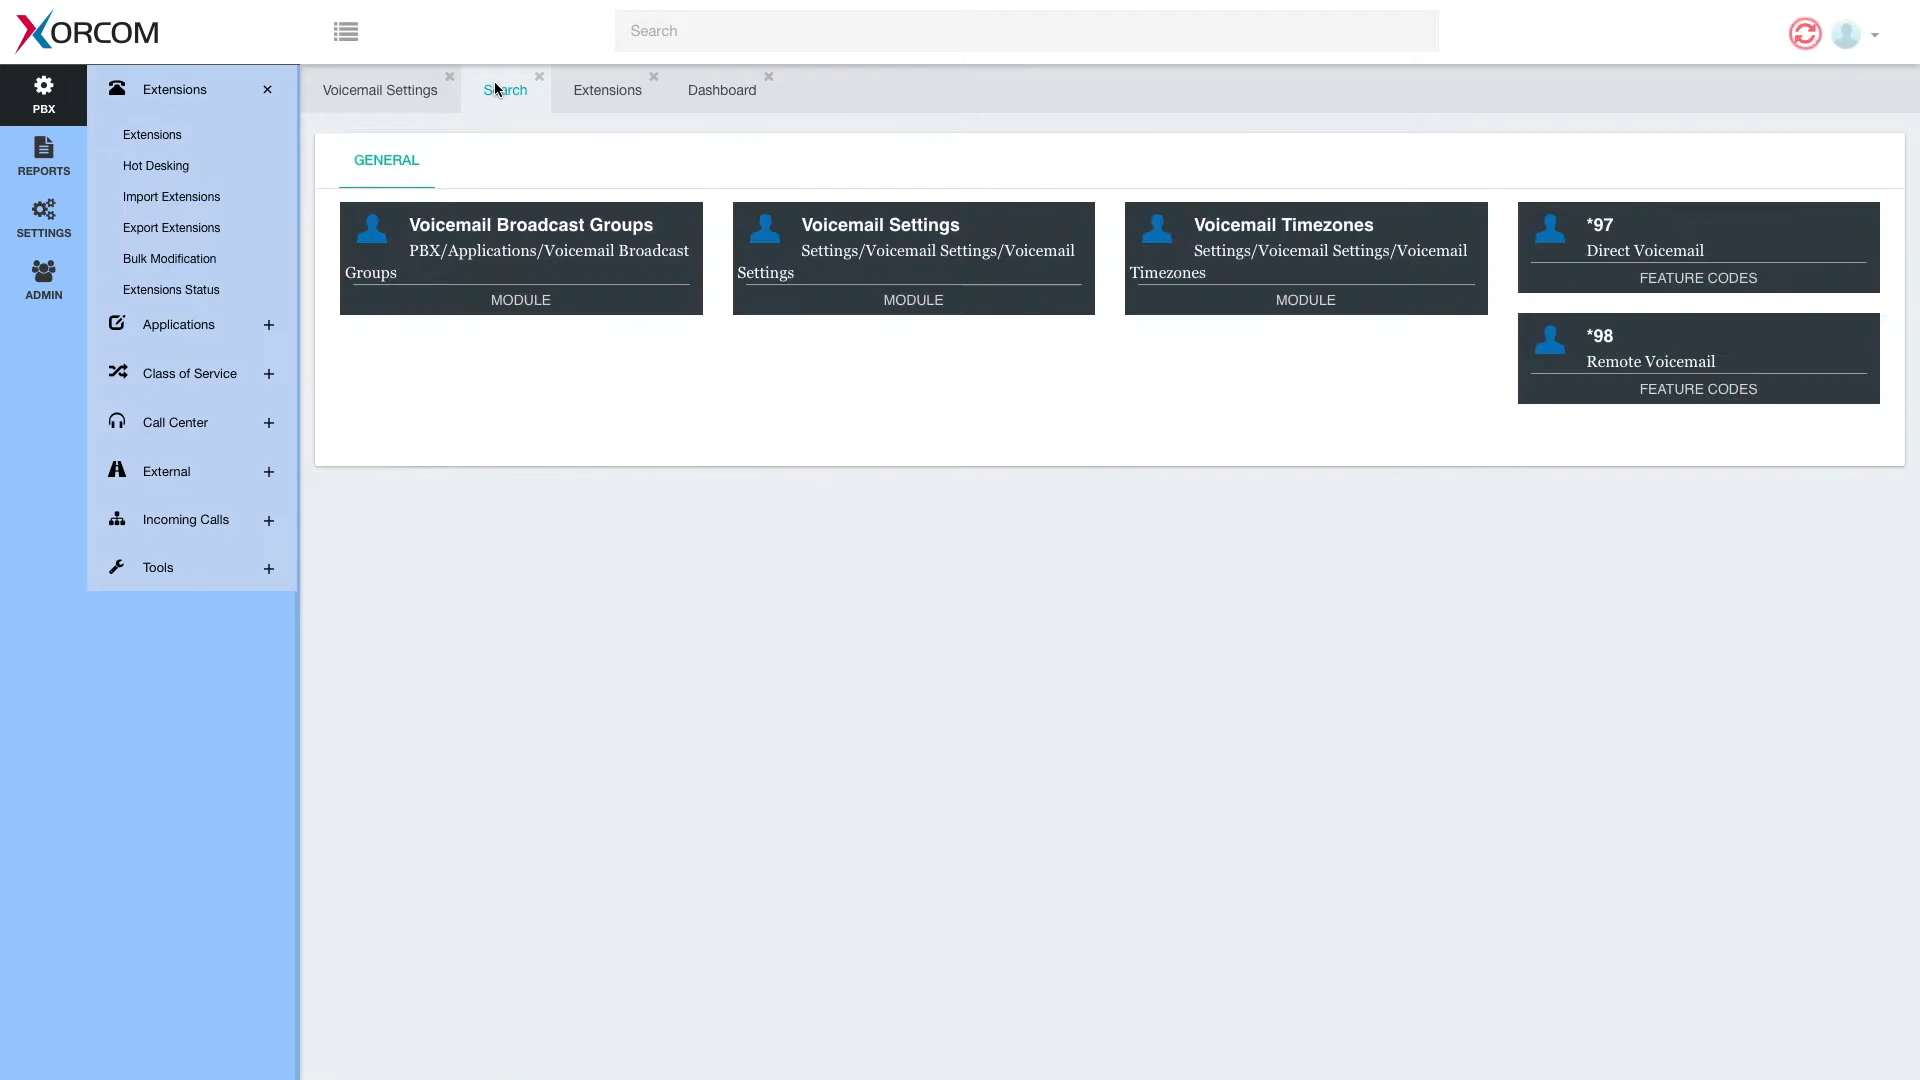 XORCOM
Search
PBX
REPORTS
SETTINGS
ADMIN
Extensions
Extensions
Hot Desking
Import Extensions
Export Extensions
Bulk Modification
Extensions Status
Applications
Class of Service
Call Center
External
Incoming Calls
Tools
Voicemail Settings
Search
Extensions
Dashboard
GENERAL
Voicemail Broadcast Groups
PBX/Applications/Voicemail Broadcast
Groups
MODULE
Voicemail Settings
Settings/Voicemail Settings/Voicemail
Settings
MODULE
Voicemail Timezones
Settings/Voicemail Settings/Voicemail
Timezones
MODULE
*97
Direct Voicemail
FEATURE CODES
*98
Remote Voicemail
FEATURE CODES